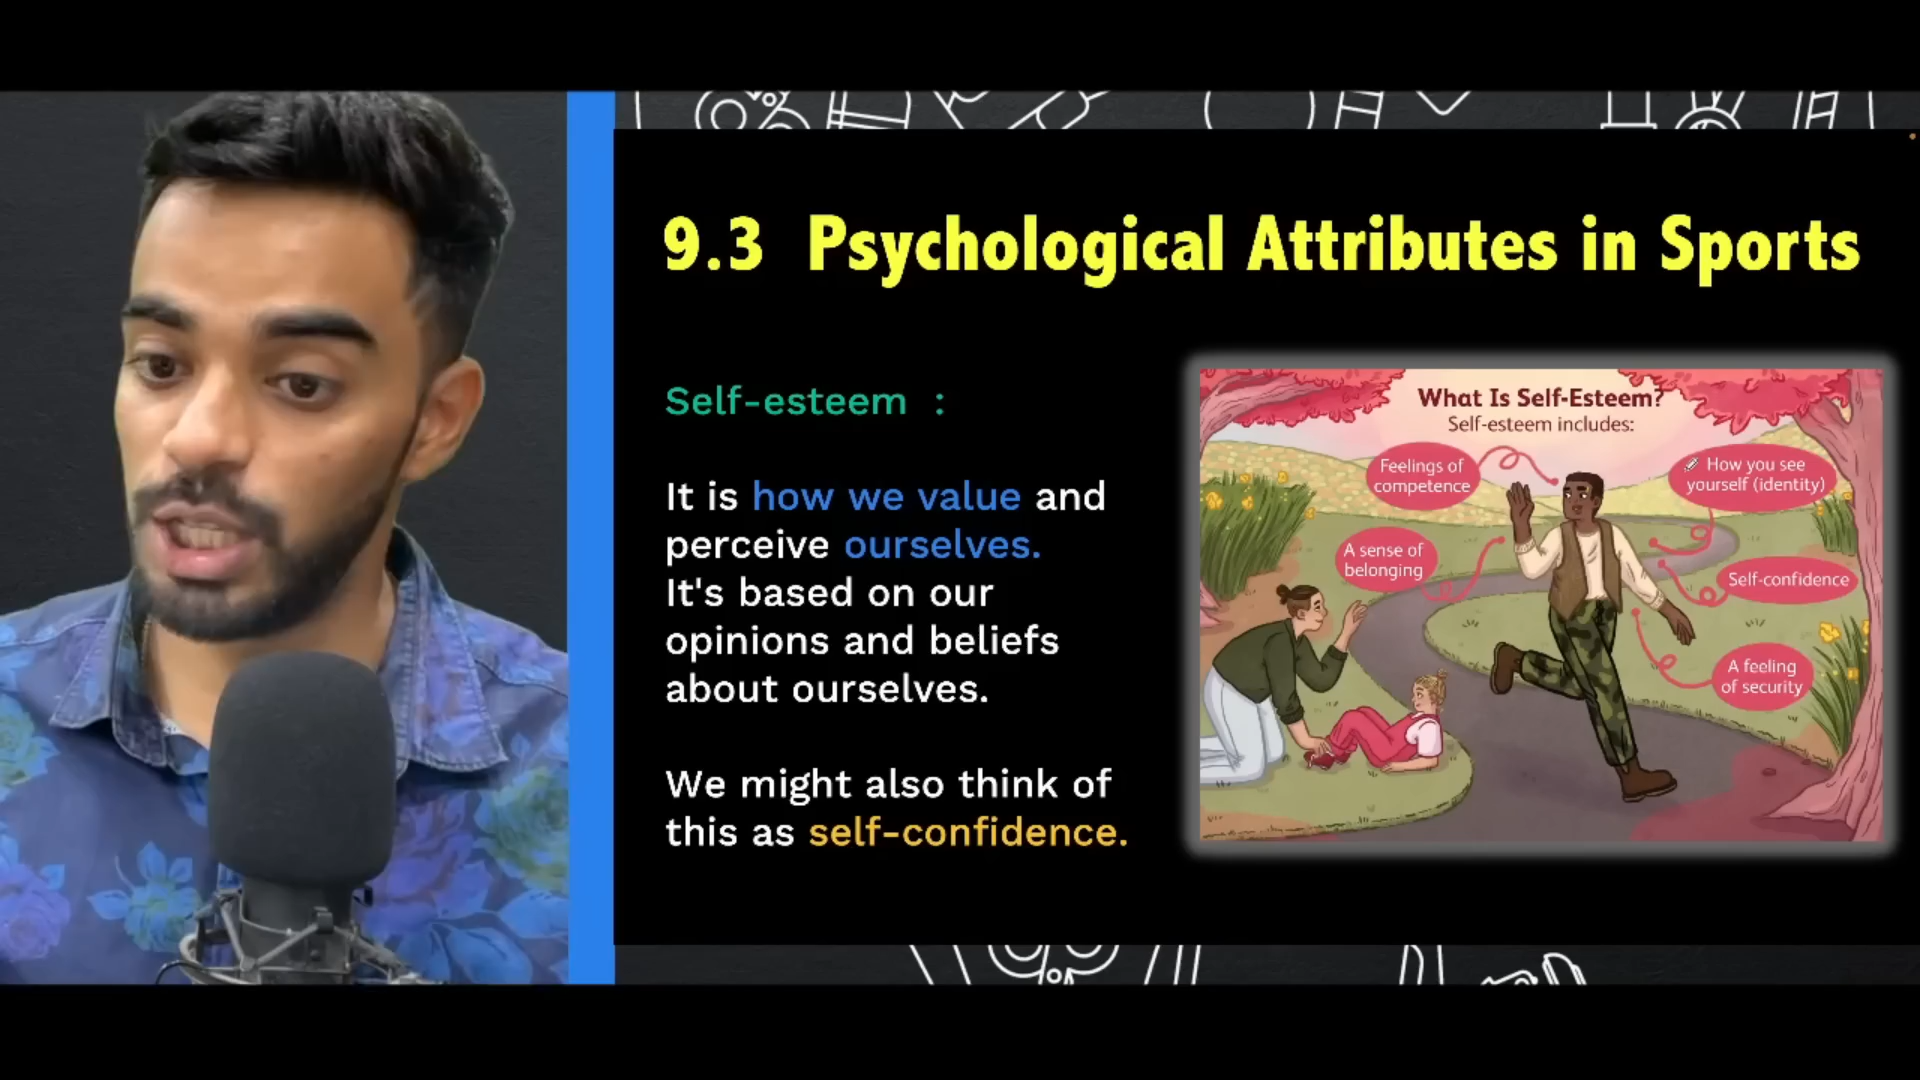 9.3 Psychological Attributes in Sports
Self-esteem :
It is how we value and
perceive ourselves.
It's based on our
opinions and beliefs
about ourselves.
We might also think of
this as self-confidence.
What Is Self-Esteem?
Self-esteem includes:
Feelings of
competence
How you see
yourself (identity)
A sense of
belonging
Self-confidence
A feeling
of security